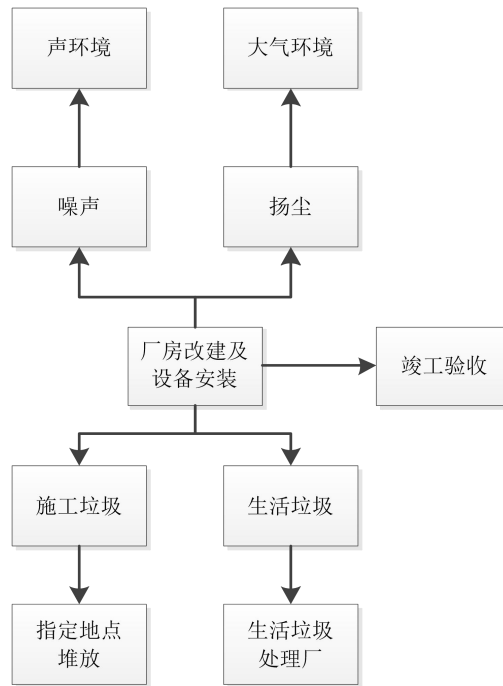 声环境
大气环境
噪声
扬尘
厂房改建及
设备安装
竣工验收
施工垃圾
生活垃圾
指定地点
堆放
生活垃圾
处理厂